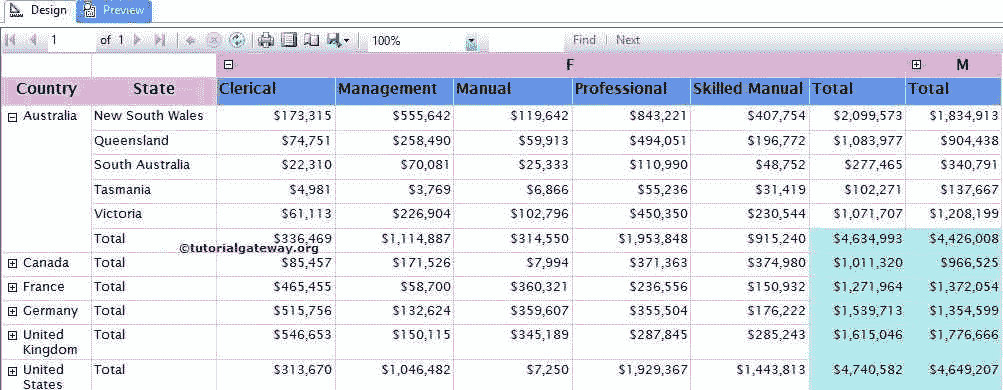 Design Preview
1 of 1 100% Find | Next
F M
Country State Clerical Management Manual Professional Skilled Manual Total Total
Australia New South Wales $173,315 $555,642 $119,642 $843,221 $407,754 $2,099,573 $1,834,913
Queensland $74,751 $258,490 $59,913 $494,051 $196,772 $1,083,977 $904,438
South Australia $22,310 $70,081 $25,333 $110,990 $48,752 $277,465 $340,791
Tasmania $4,981 $3,769 $6,866 $55,236 $31,419 $102,271 $137,667
Victoria $61,113 $226,904 $102,796 $450,350 $230,544 $1,071,707 $1,208,199
Total $336,469 $1,114,887 $314,550 $1,953,848 $915,240 $4,634,993 $4,426,008
©tutorialgateway.org
Canada Total $85,457 $171,526 $7,994 $371,363 $374,980 $1,011,320 $966,525
France Total $465,455 $58,700 $360,321 $236,556 $150,932 $1,271,964 $1,372,054
Germany Total $515,756 $132,624 $359,607 $355,504 $176,222 $1,539,713 $1,354,599
United Total $546,653 $150,115 $345,189 $287,845 $285,243 $1,615,046 $1,776,666
Kingdom
United Total $313,670 $1,046,482 $7,250 $1,929,367 $1,443,813 $4,740,582 $4,649,207
States